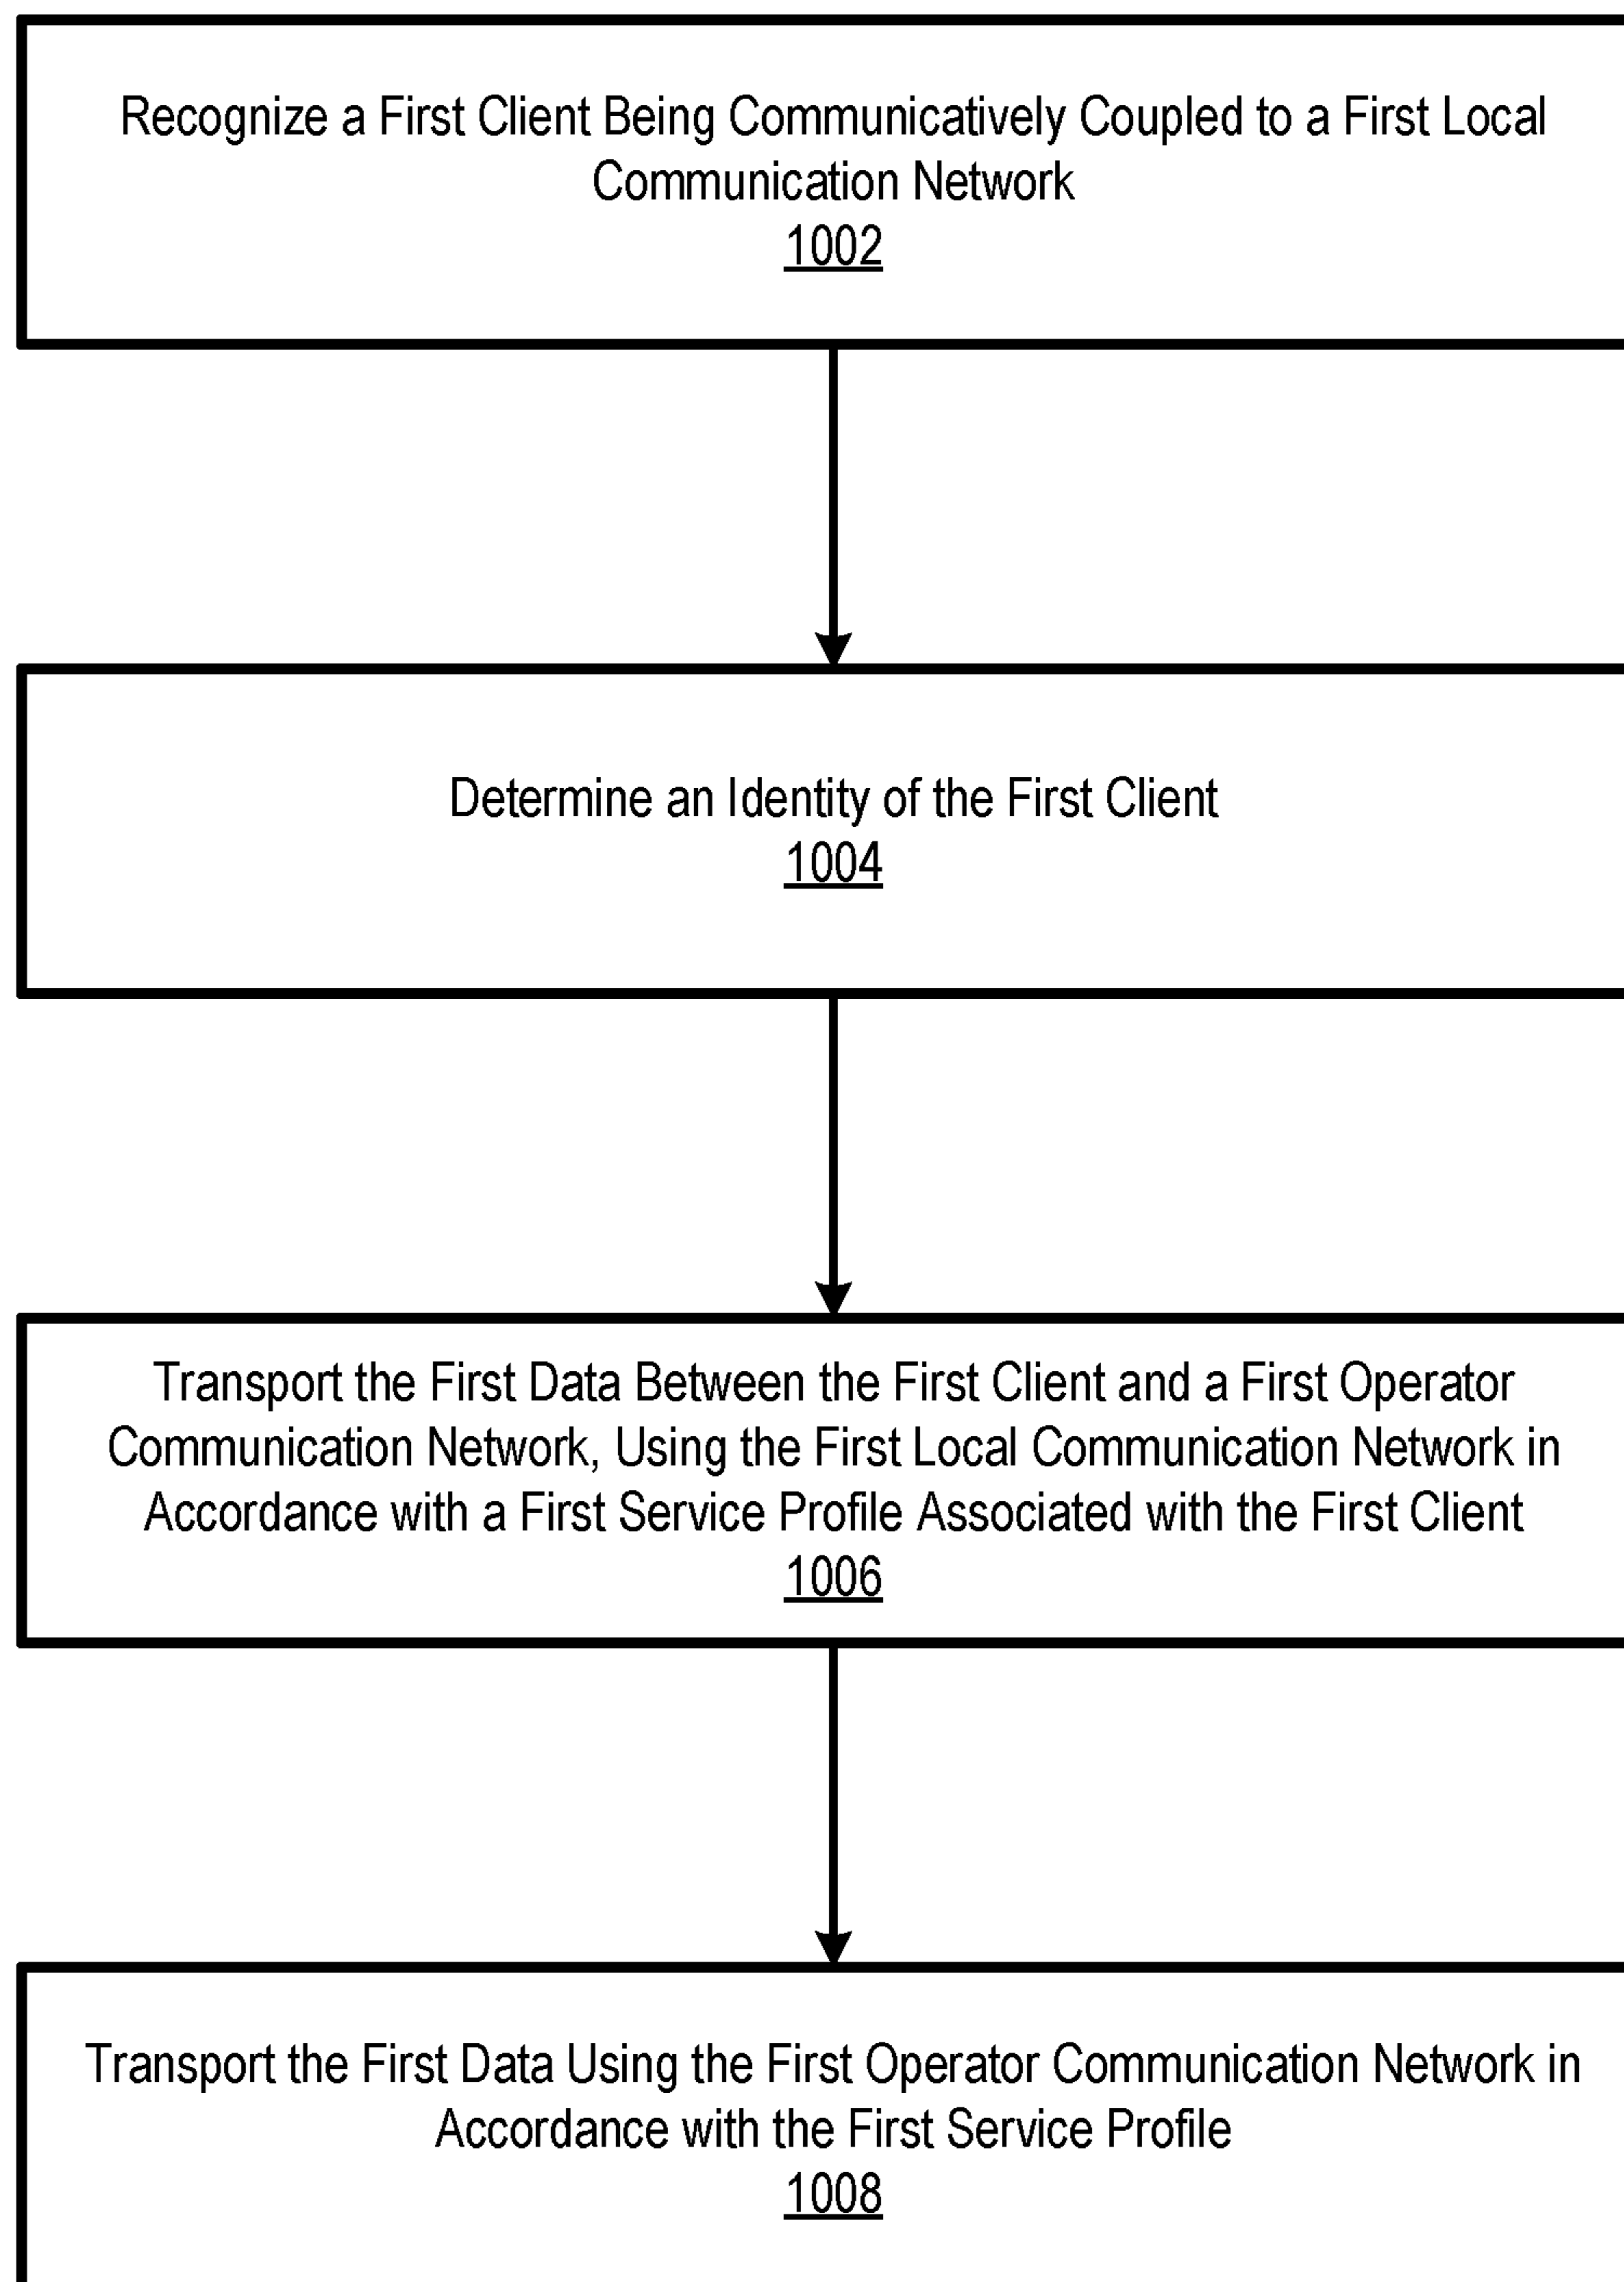 Recognize a First Client Being Communicatively Coupled to a First Local
Communication Network
1002
Determine an Identity of the First Client
1004
Transport the First Data Between the First Client and a First Operator
Communication Network, Using the First Local Communication Network in
Accordance with a First Service Profile Associated with the First Client
1006
Transport the First Data Using the First Operator Communication Network in
Accordance with the First Service Profile
1008